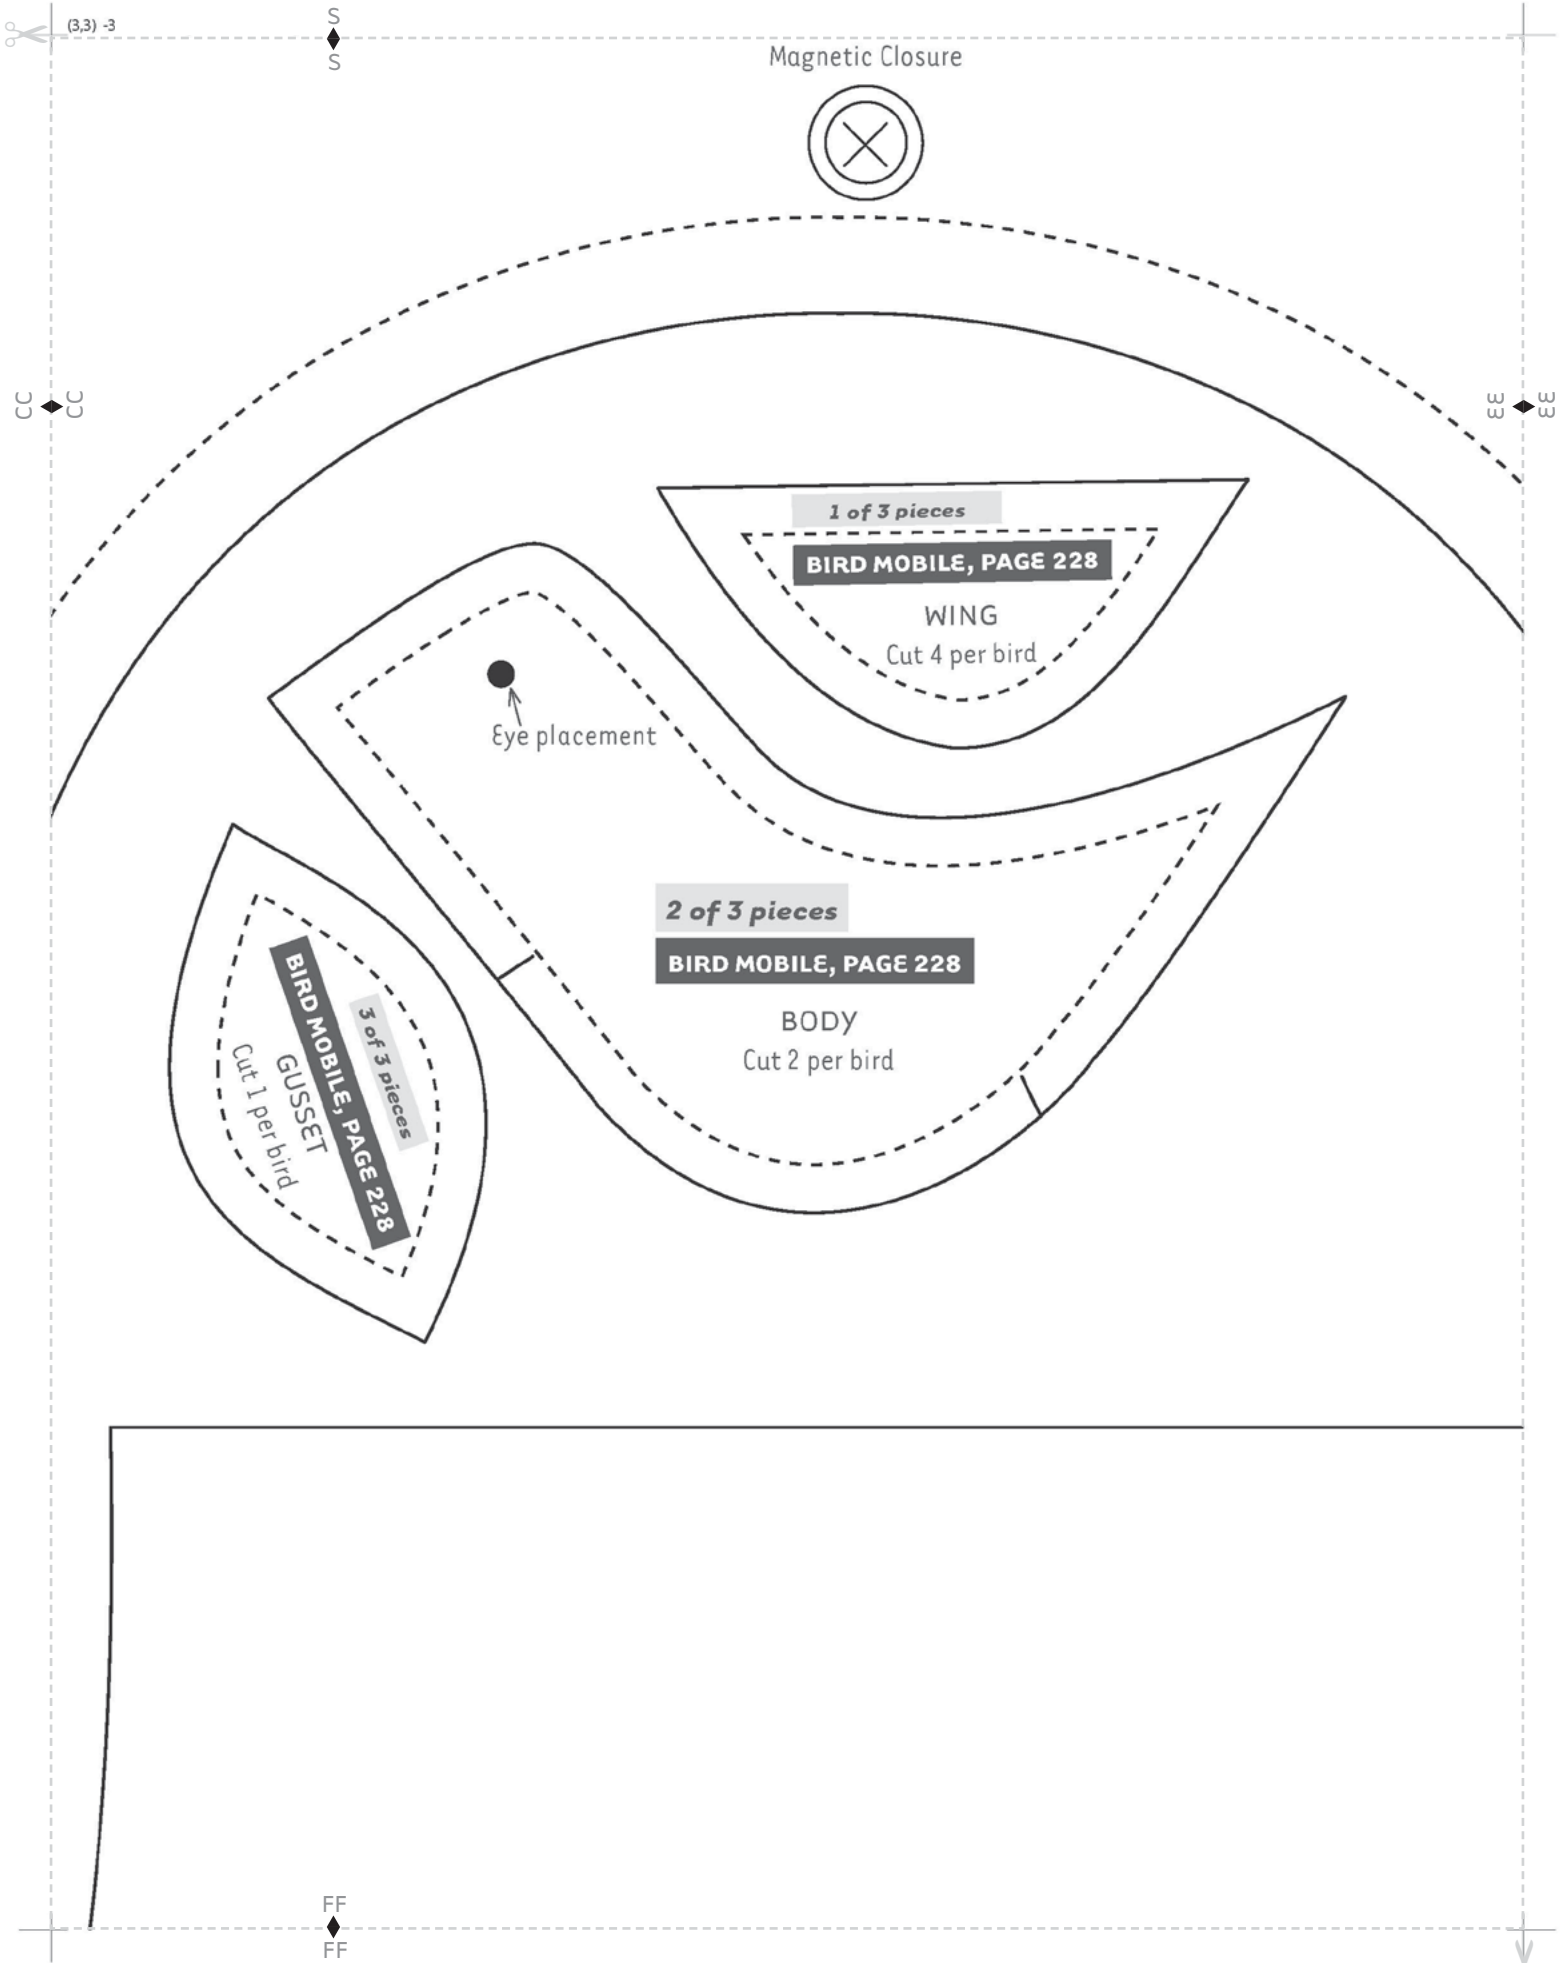 (3,3) -3
S
S
Magnetic Closure
CC
CC
EE
EE
1 of 3 pieces
BIRD MOBILE, PAGE 228
WING
Cut 4 per bird
Eye placement
2 of 3 pieces
BIRD MOBILE, PAGE 228
BODY
Cut 2 per bird
3 of 3 pieces
BIRD MOBILE, PAGE 228
GUSSET
Cut 1 per bird
FF
FF